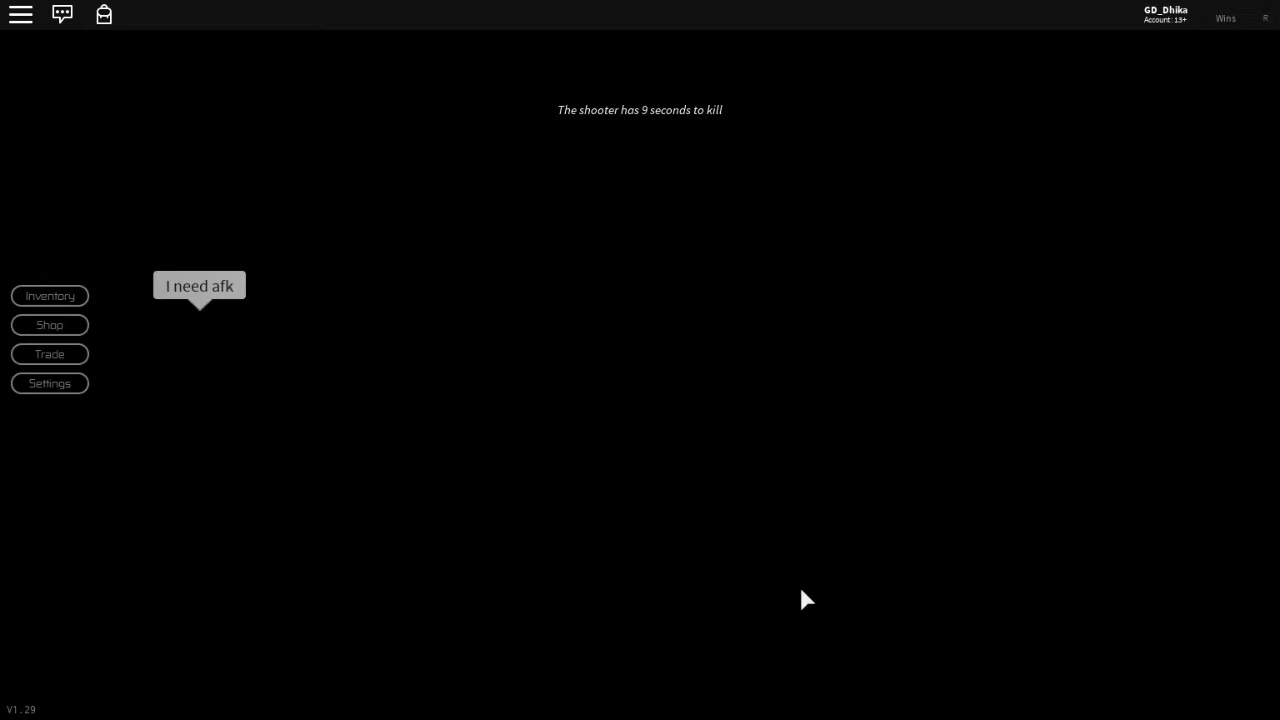 GD_Dhika
Account: 13+
Wins
R
The shooter has 9 seconds to kill
I need afk
Inventory
Shop
Trade
Settings
V1.29